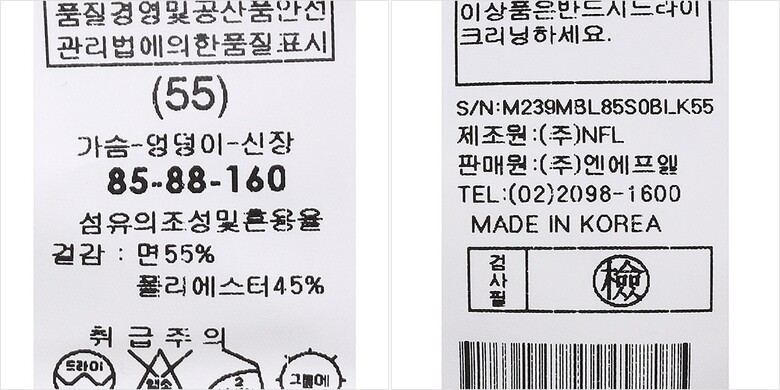 품질경영및공산품안전
관리법에의한품질표시
(55)
가슴-엉덩이-신장
85-88-160
섬유의조성및혼용율
겉감 : 면55%
폴리에스터45%
취급주의
드라이
이상품은반드시드라이
크리닝하세요.
S/N:M239MBL85S0BLK55
제조원:(주)NFL
판매원:(주)엔에프엘
TEL:(02)2098-1600
MADE IN KOREA
검사필
檢